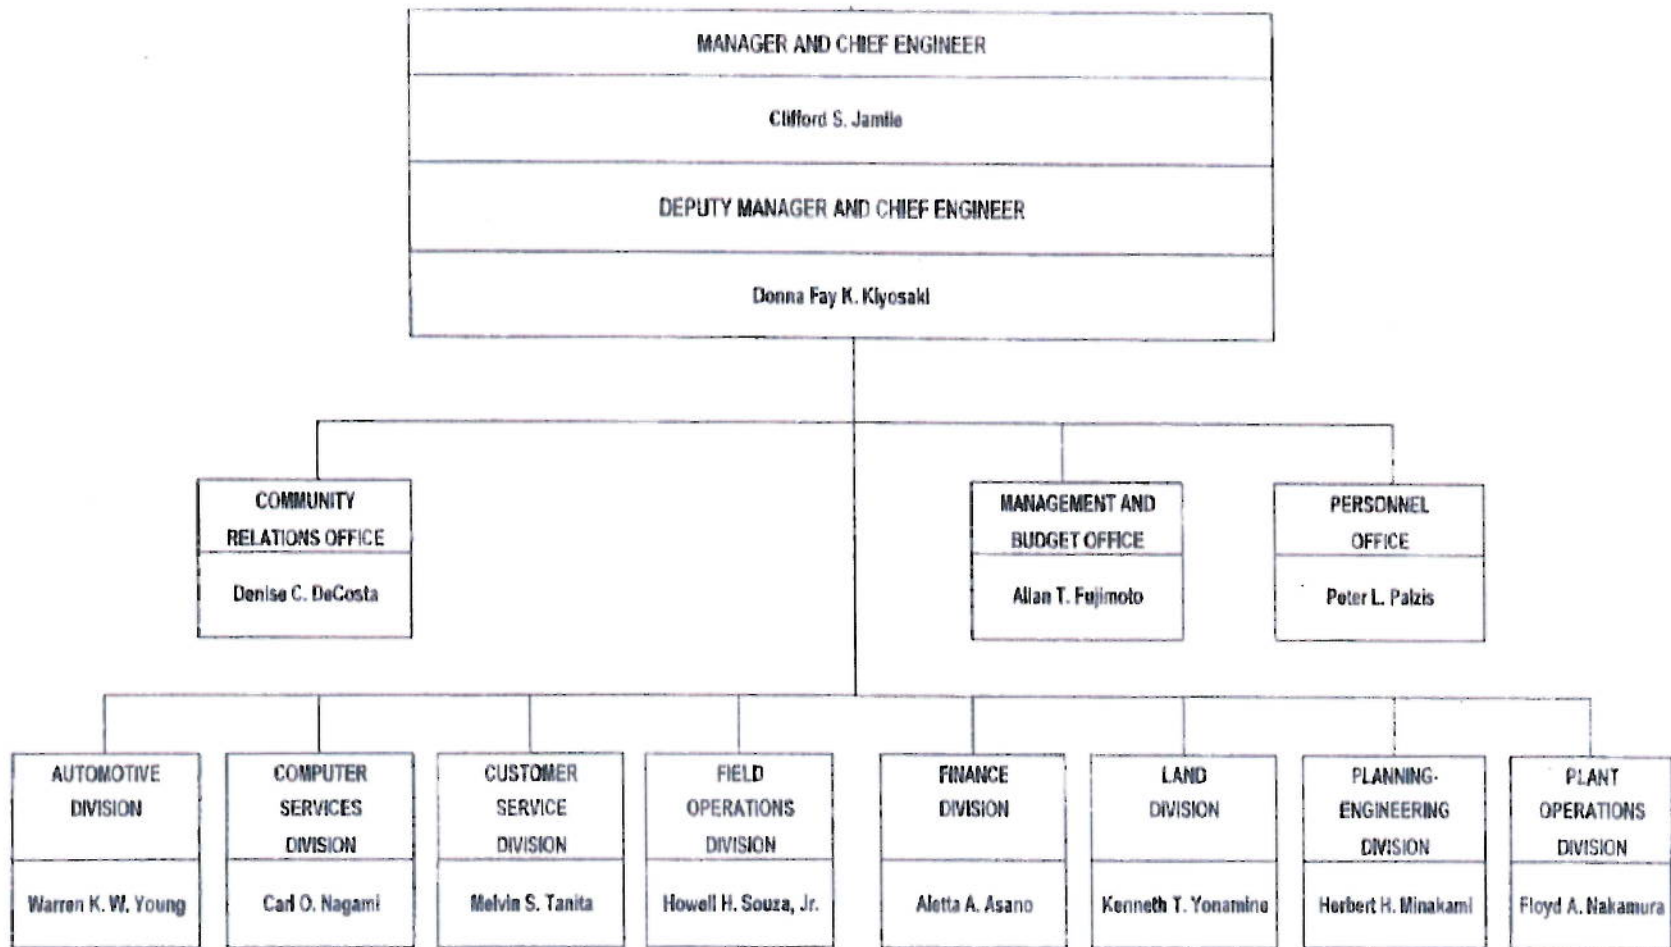 MANAGER AND CHIEF ENGINEER
Clifford S. Jamile
DEPUTY MANAGER AND CHIEF ENGINEER
Donna Fay K. Kiyosaki
COMMUNITY
RELATIONS OFFICE
Denise C. DeCosta
MANAGEMENT AND
BUDGET OFFICE
Allan T. Fujimoto
PERSONNEL
OFFICE
Peter L. Palzis
AUTOMOTIVE
DIVISION
Warren K. W. Young
COMPUTER
SERVICES
DIVISION
Carl O. Nagami
CUSTOMER
SERVICE
DIVISION
Melvin S. Tanita
FIELD
OPERATIONS
DIVISION
Howell H. Souza, Jr.
FINANCE
DIVISION
Aletta A. Asano
LAND
DIVISION
Kenneth T. Yonamine
PLANNING-
ENGINEERING
DIVISION
Herbert H. Minakami
PLANT
OPERATIONS
DIVISION
Floyd A. Nakamura